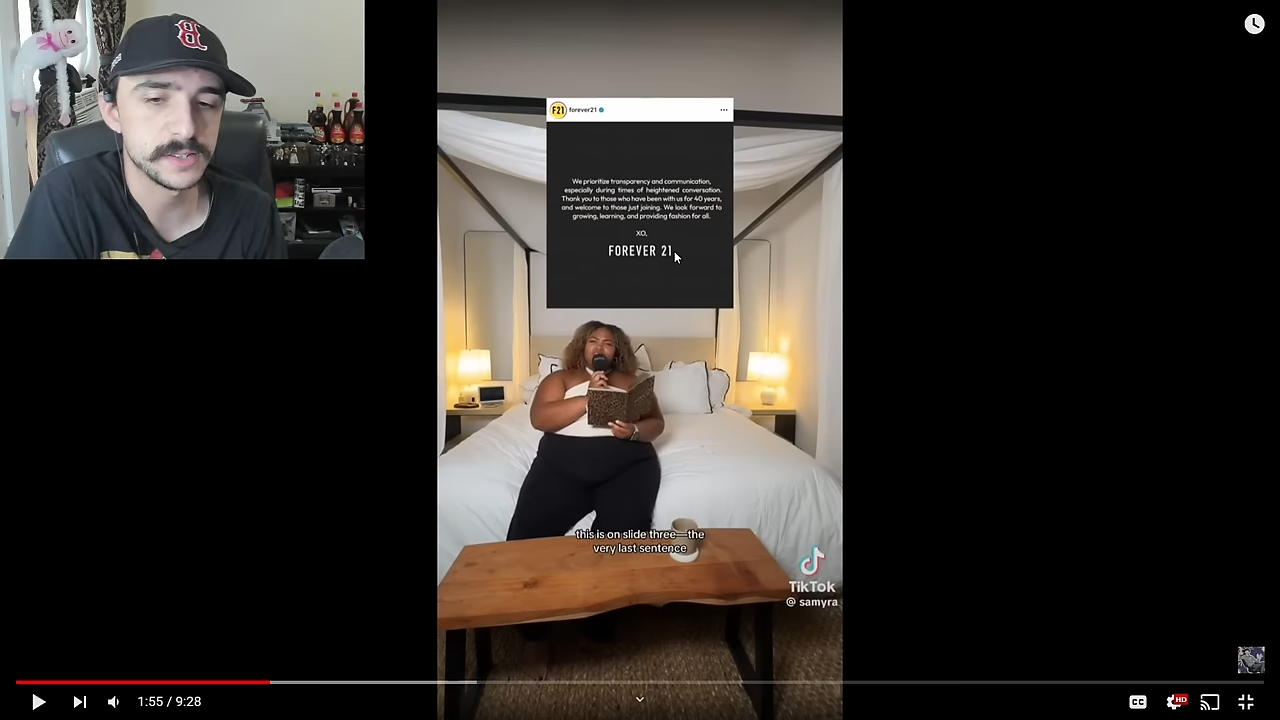 B
F21 forever21
We prioritize transparency and communication,
especially during times of heightened conversation.
Thank you to those who have been with us for 40 years,
and welcome to those just joining. We look forward to
growing, learning, and providing fashion for all.
XO,
FOREVER 21
this is on slide three—the
very last sentence
TikTok
@ samyra
1:55 / 9:28
CC
HD